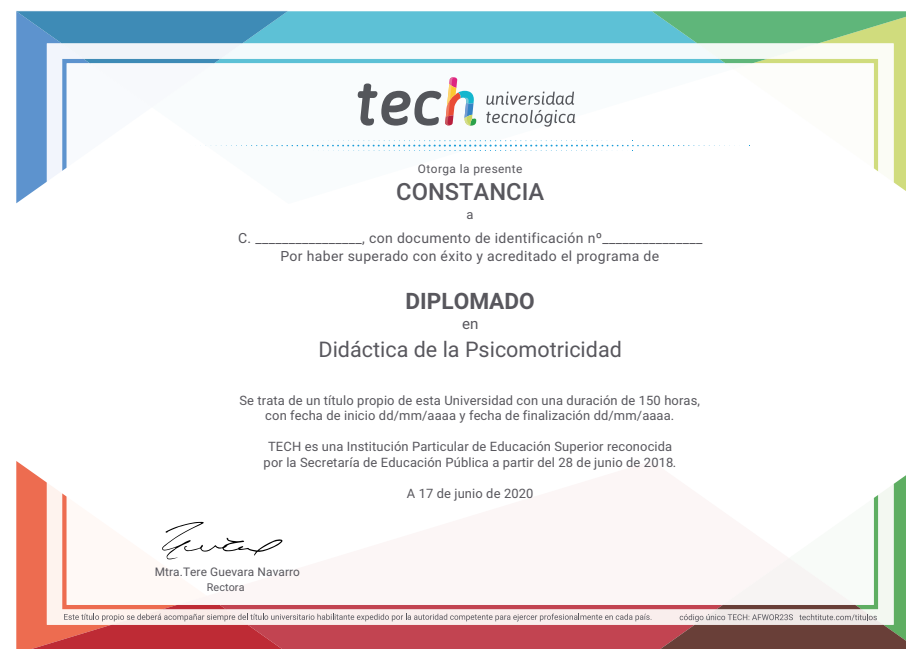 tech universidad
tecnológica
Otorga la presente
CONSTANCIA
a
C. ________________, con documento de identificación nº_______________
Por haber superado con éxito y acreditado el programa de
DIPLOMADO
en
Didáctica de la Psicomotricidad
Se trata de un título propio de esta Universidad con una duración de 150 horas,
con fecha de inicio dd/mm/aaaa y fecha de finalización dd/mm/aaaa.
TECH es una Institución Particular de Educación Superior reconocida
por la Secretaría de Educación Pública a partir del 28 de junio de 2018.
A 17 de junio de 2020
Mtra.Tere Guevara Navarro
Rectora
Este título propio se deberá acompañar siempre del título universitario habilitante expedido por la autoridad competente para ejercer profesionalmente en cada país. código único TECH: AFWOR23S techtitute.com/titulos